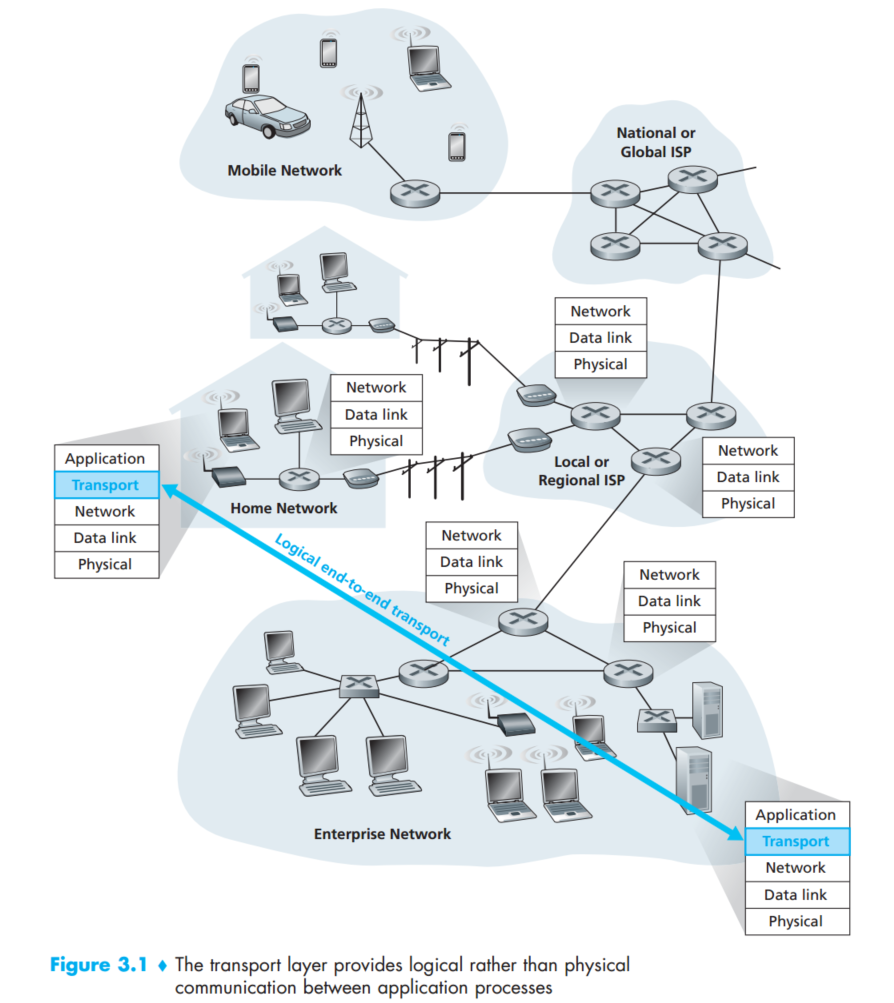 Mobile Network
National or
Global ISP
Network
Data link
Physical
Network
Data link
Physical
Application
Transport
Network
Data link
Physical
Home Network
Local or
Regional ISP
Network
Data link
Physical
Logical end-to-end transport
Network
Data link
Physical
Network
Data link
Physical
Enterprise Network
Application
Transport
Network
Data link
Physical
Figure 3.1 ♦ The transport layer provides logical rather than physical
communication between application processes